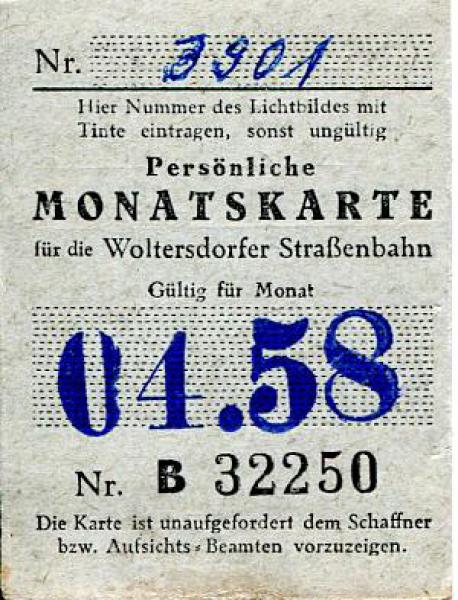 Nr. 3901
Hier Nummer des Lichtbildes mit
Tinte eintragen, sonst ungültig
Persönliche
MONATSKARTE
für die Woltersdorfer Straßenbahn
Gültig für Monat
04.58
Nr. B 32250
Die Karte ist unaufgefordert dem Schaffner
bzw. Aufsichts=Beamten vorzuzeigen.